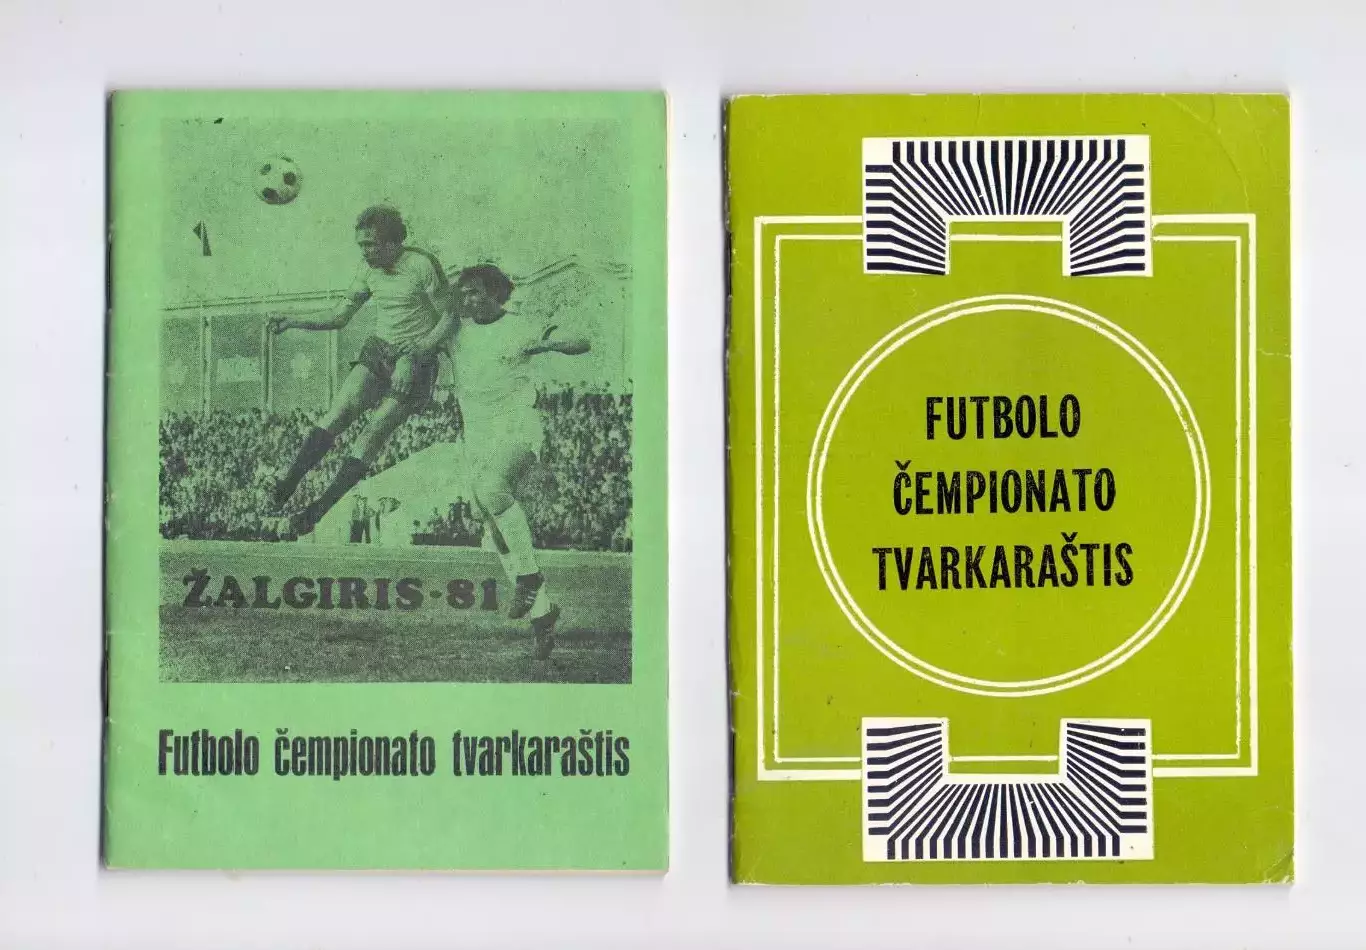 ŽALGIRIS-81
Futbolo čempionato tvarkaraštis
FUTBOLO
ČEMPIONATO
TVARKARAŠTIS